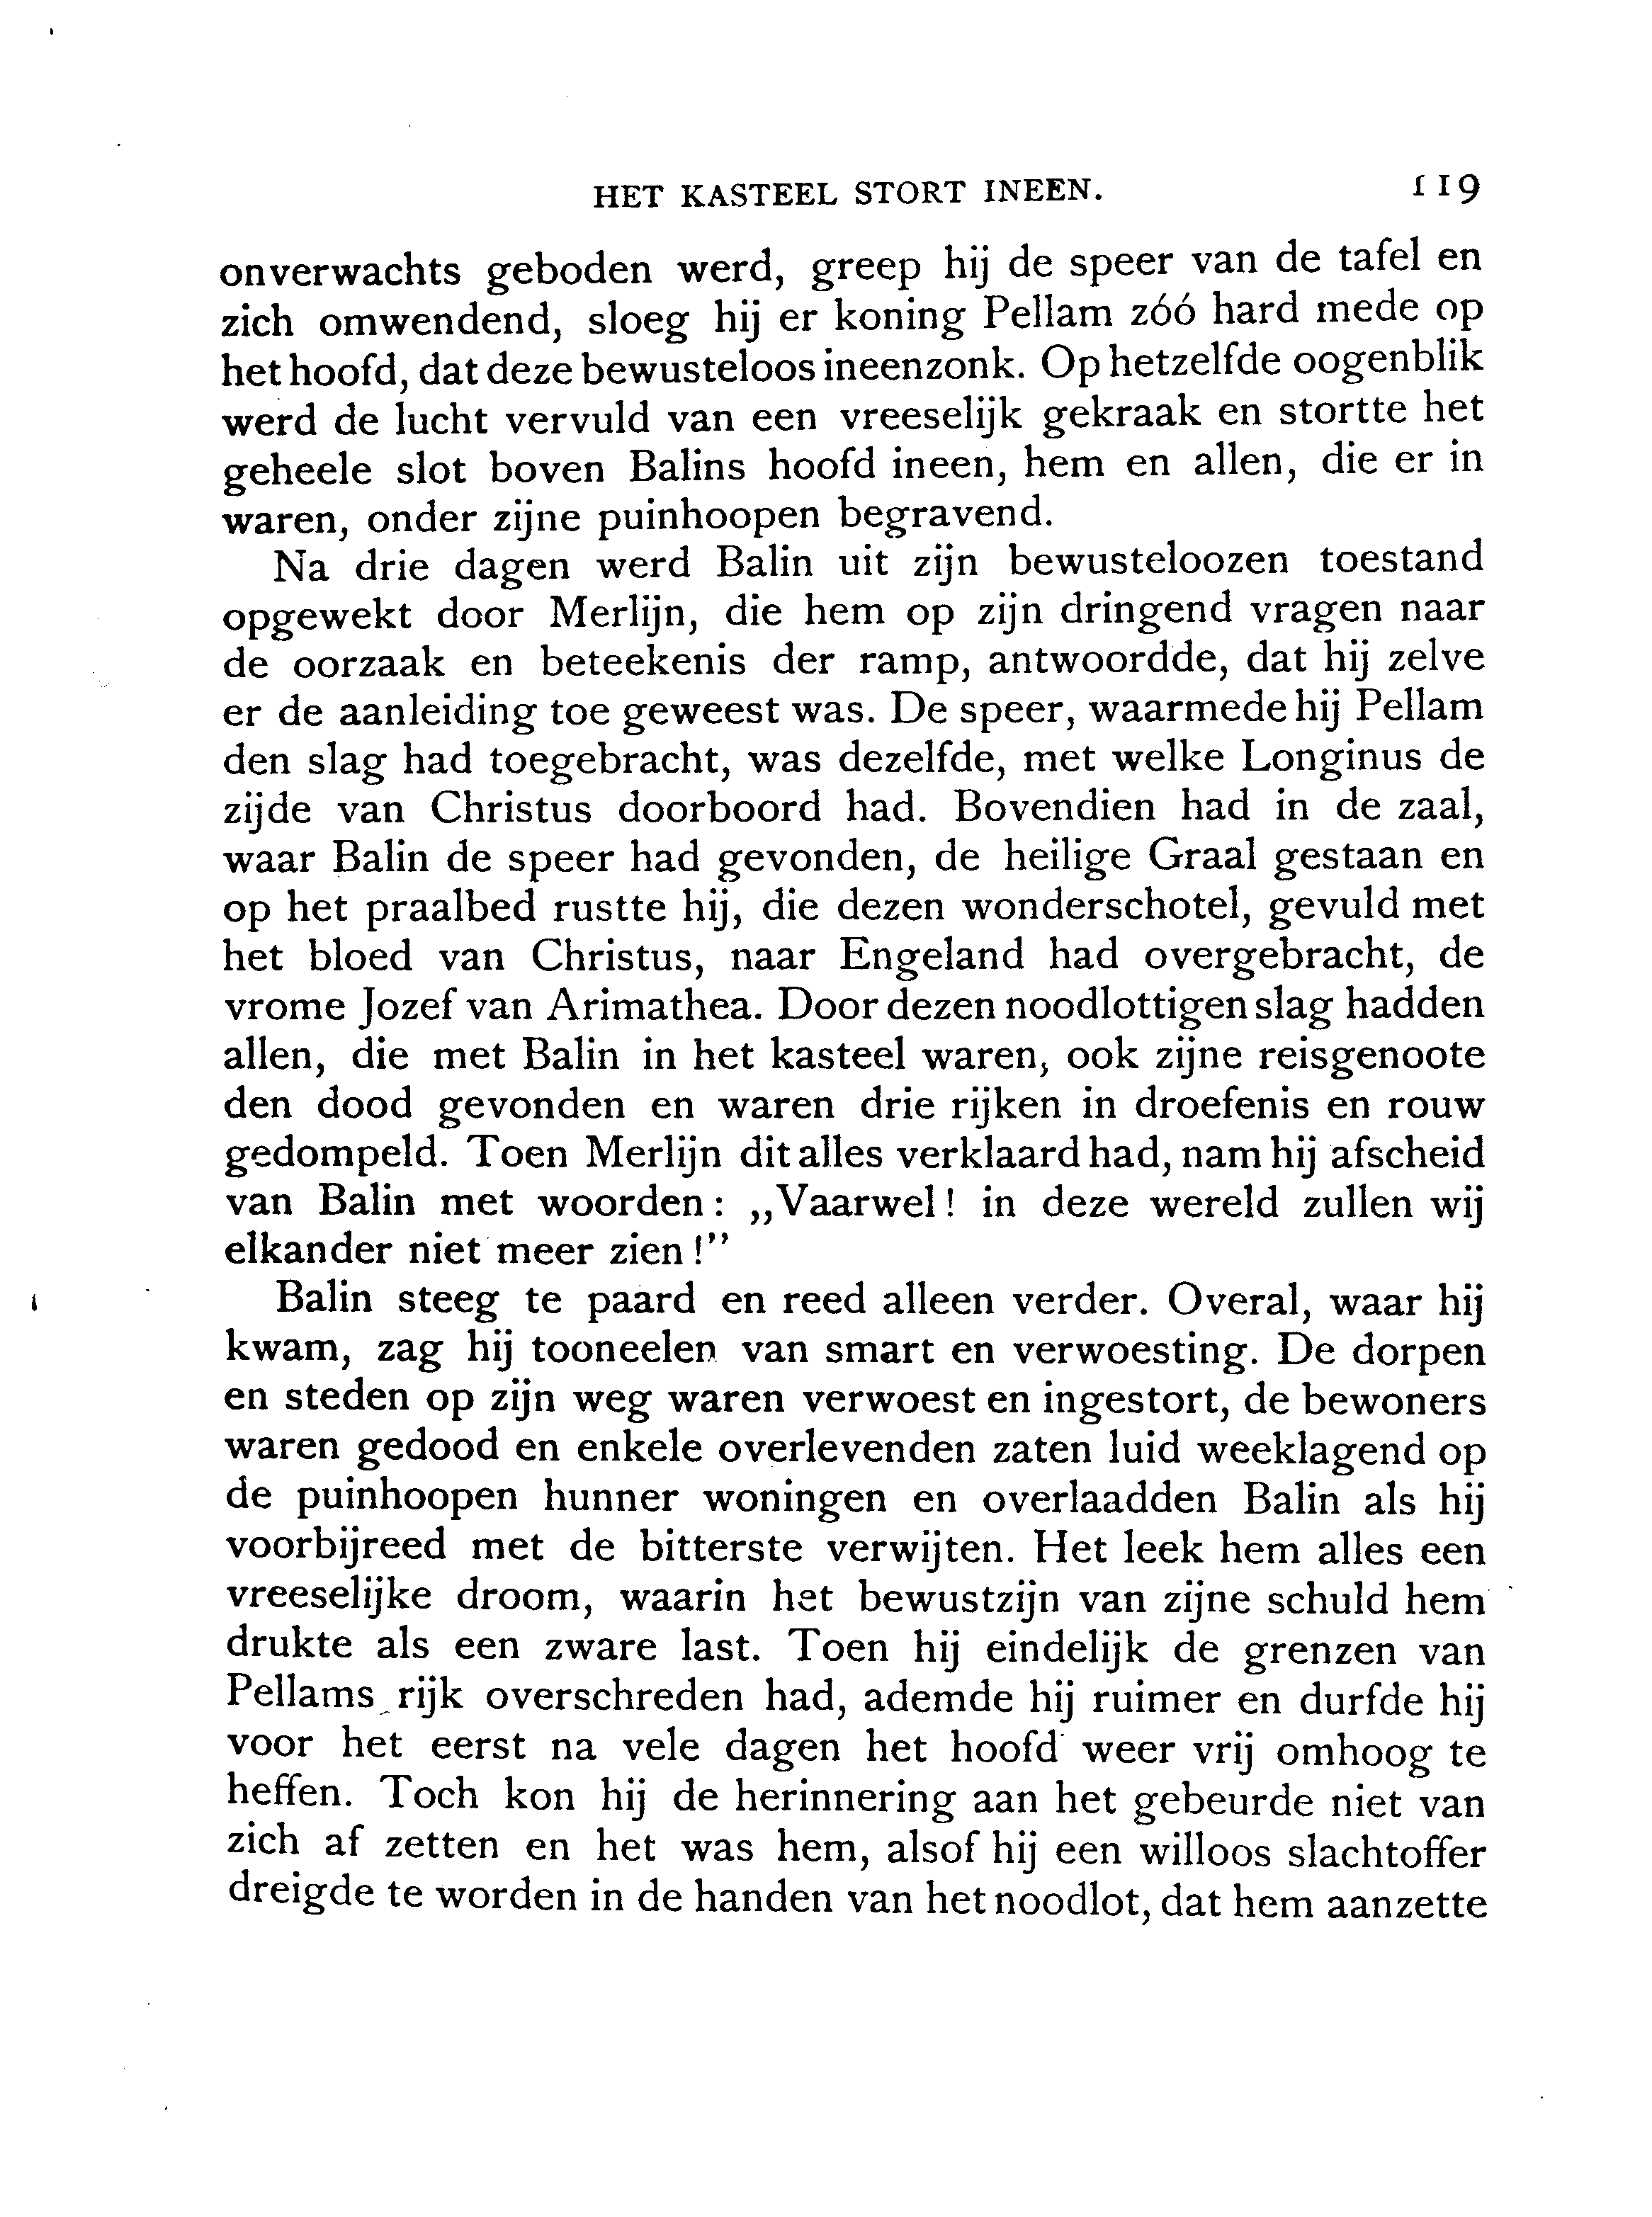 HET KASTEEL STORT INEEN. 119
onverwachts geboden werd, greep hij de speer van de tafel en
zich omwendend, sloeg hij er koning Pellam zóó hard mede op
het hoofd, dat deze bewusteloos ineenzonk. Op hetzelfde oogenblik
werd de lucht vervuld van een vreeselijk gekraak en stortte het
geheele slot boven Balins hoofd ineen, hem en allen, die er in
waren, onder zijne puinhoopen begravend.
Na drie dagen werd Balin uit zijn bewusteloozen toestand
opgewekt door Merlijn, die hem op zijn dringend vragen naar
de oorzaak en beteekenis der ramp, antwoordde, dat hij zelve
er de aanleiding toe geweest was. De speer, waarmede hij Pellam
den slag had toegebracht, was dezelfde, met welke Longinus de
zijde van Christus doorboord had. Bovendien had in de zaal,
waar Balin de speer had gevonden, de heilige Graal gestaan en
op het praalbed rustte hij, die dezen wonderschotel, gevuld met
het bloed van Christus, naar Engeland had overgebracht, de
vrome Jozef van Arimathea. Door dezen noodlottigen slag hadden
allen, die met Balin in het kasteel waren, ook zijne reisgenoote
den dood gevonden en waren drie rijken in droefenis en rouw
gedompeld. Toen Merlijn dit alles verklaard had, nam hij afscheid
van Balin met woorden: „Vaarwel! in deze wereld zullen wij
elkander niet meer zien!”
Balin steeg te paard en reed alleen verder. Overal, waar hij
kwam, zag hij tooneelen van smart en verwoesting. De dorpen
en steden op zijn weg waren verwoest en ingestort, de bewoners
waren gedood en enkele overlevenden zaten luid weeklagend op
de puinhoopen hunner woningen en overlaadden Balin als hij
voorbijreed met de bitterste verwijten. Het leek hem alles een
vreeselijke droom, waarin het bewustzijn van zijne schuld hem
drukte als een zware last. Toen hij eindelijk de grenzen van
Pellams rijk overschreden had, ademde hij ruimer en durfde hij
voor het eerst na vele dagen het hoofd weer vrij omhoog te
heffen. Toch kon hij de herinnering aan het gebeurde niet van
zich af zetten en het was hem, alsof hij een willoos slachtoffer
dreigde te worden in de handen van het noodlot, dat hem aanzette